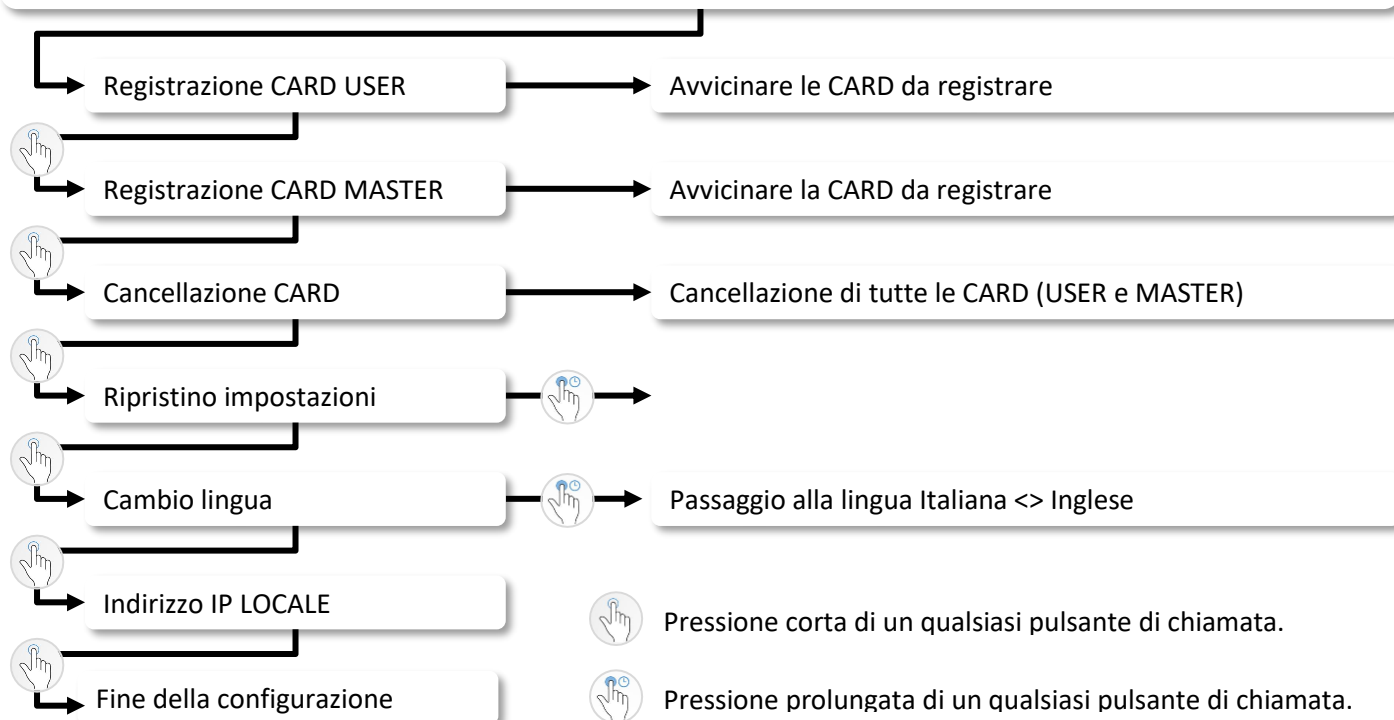 Registrazione CARD USER
Avvicinare le CARD da registrare
Registrazione CARD MASTER
Avvicinare la CARD da registrare
Cancellazione CARD
Cancellazione di tutte le CARD (USER e MASTER)
Ripristino impostazioni
Cambio lingua
Passaggio alla lingua Italiana <> Inglese
Indirizzo IP LOCALE
Pressione corta di un qualsiasi pulsante di chiamata.
Fine della configurazione
Pressione prolungata di un qualsiasi pulsante di chiamata.